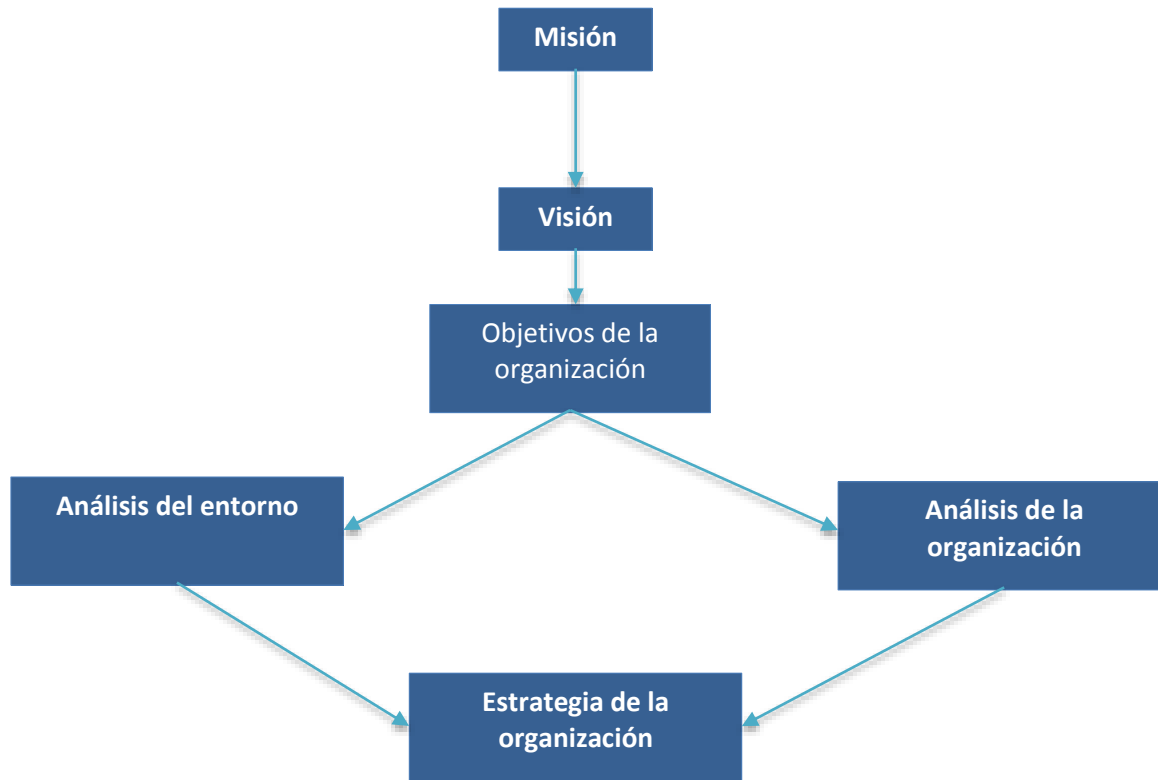 Misión
Visión
Objetivos de la
organización
Análisis del entorno
Análisis de la
organización
Estrategia de la
organización